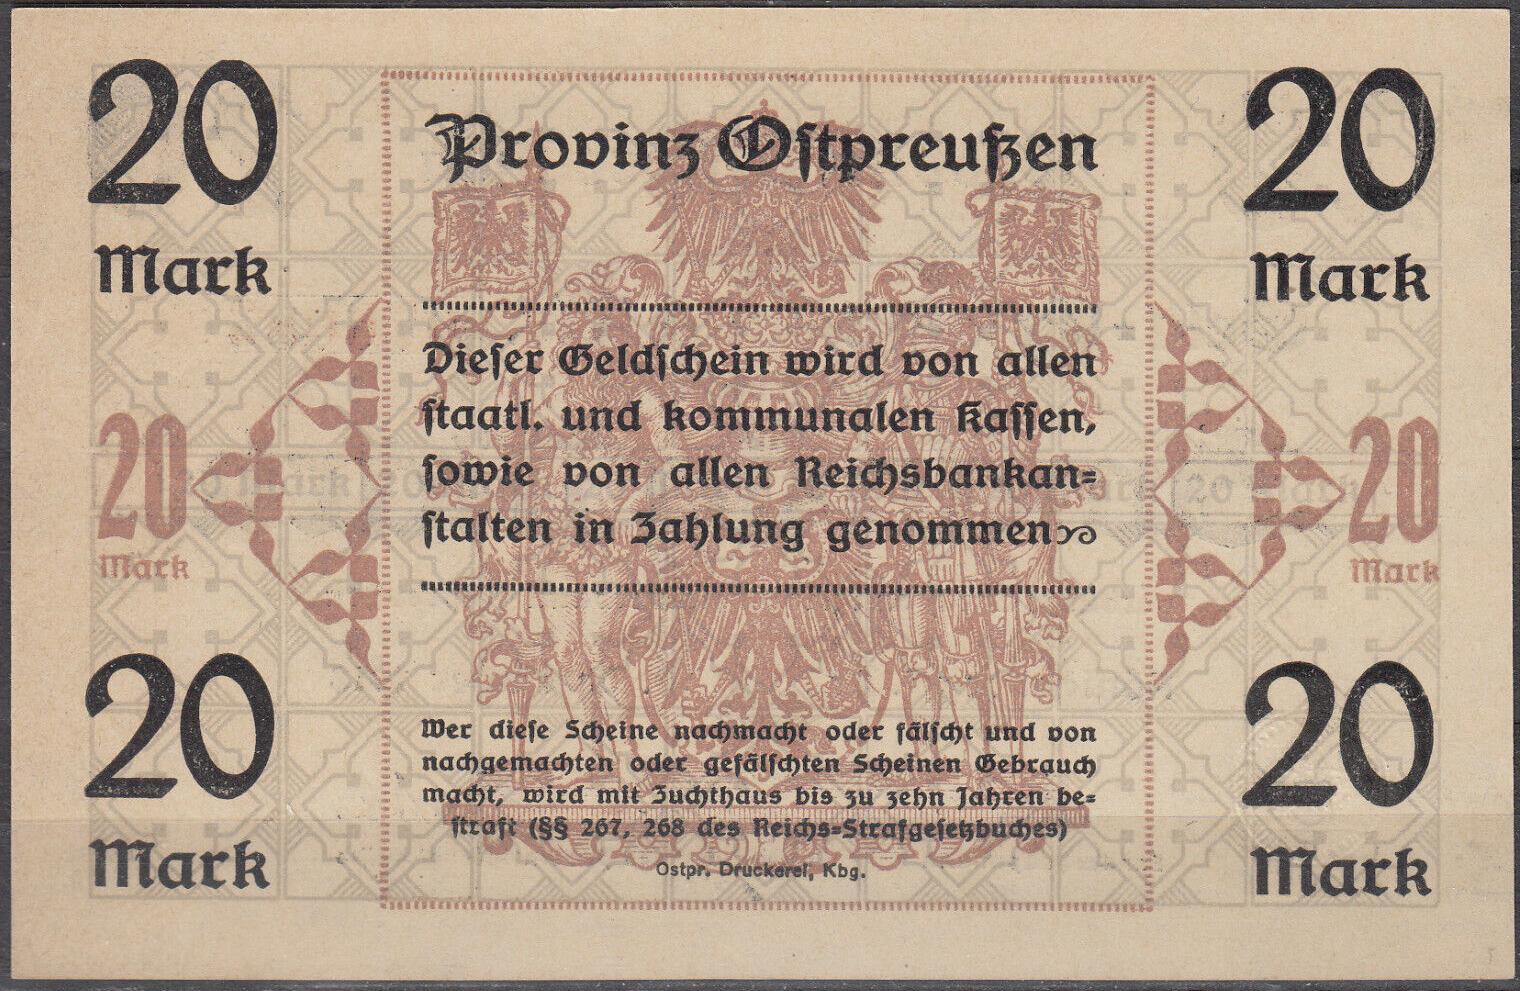 20
20
Provinz Ostpreußen
Mark
Mark
Dieser Geldschein wird von allen
staatl. und kommunalen Kassen,
sowie von allen Reichsbankan=
stalten in Zahlung genommen
20
20
Mark
Mark
20
20
Wer diese Scheine nachmacht oder fälscht und von
nachgemachten oder gefälschten Scheinen Gebrauch
macht, wird mit Zuchthaus bis zu zehn Jahren be=
straft (§§ 267, 268 des Reichs=Strafgesetzbuches)
Mark
Mark
Ostpr. Druckerei, Kbg.